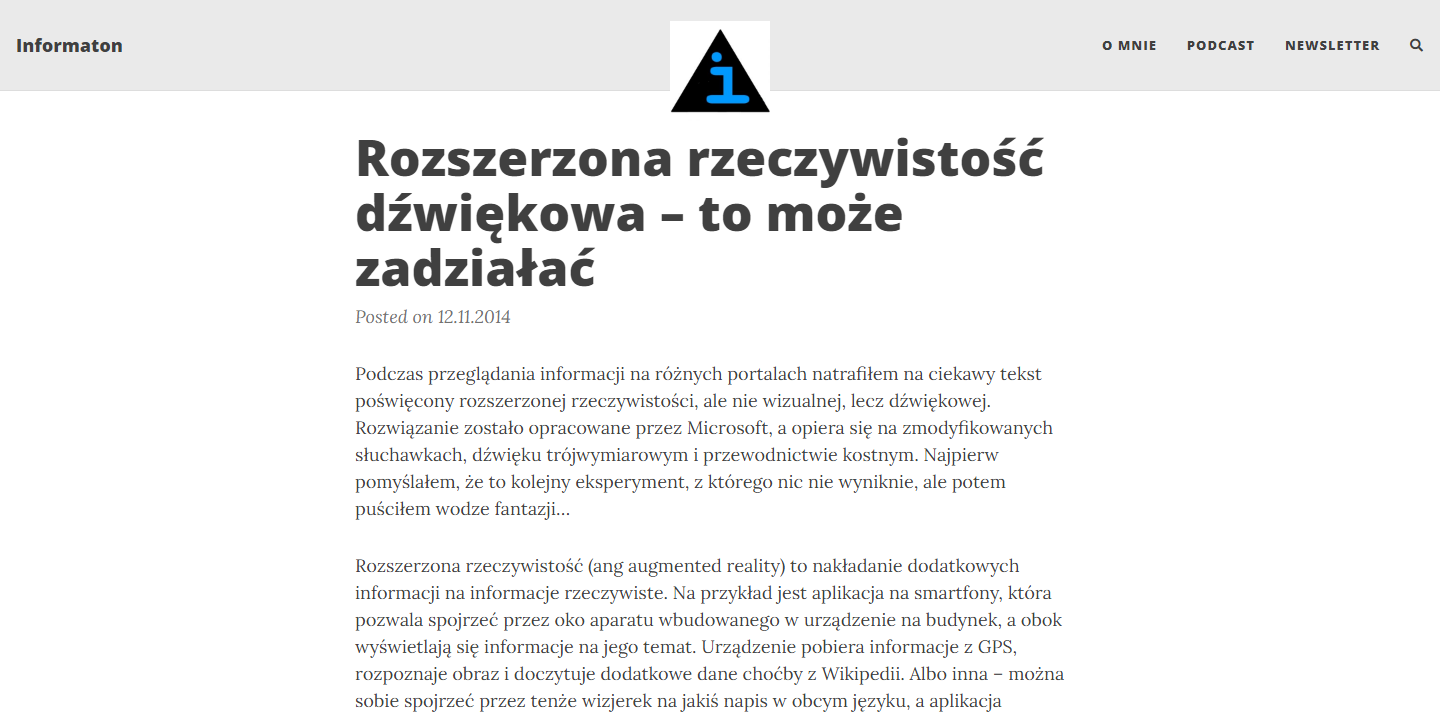 Informaton
i
O MNIE
PODCAST
NEWSLETTER
Rozszerzona rzeczywistość
dźwiękowa – to może
zadziałać
Posted on 12.11.2014
Podczas przeglądania informacji na różnych portalach natrafiłem na ciekawy tekst
poświęcony rozszerzonej rzeczywistości, ale nie wizualnej, lecz dźwiękowej.
Rozwiązanie zostało opracowane przez Microsoft, a opiera się na zmodyfikowanych
słuchawkach, dźwięku trójwymiarowym i przewodnictwie kostnym. Najpierw
pomyślałem, że to kolejny eksperyment, z którego nic nie wyniknie, ale potem
puściłem wodze fantazji…
Rozszerzona rzeczywistość (ang augmented reality) to nakładanie dodatkowych
informacji na informacje rzeczywiste. Na przykład jest aplikacja na smartfony, która
pozwala spojrzeć przez oko aparatu wbudowanego w urządzenie na budynek, a obok
wyświetlają się informacje na jego temat. Urządzenie pobiera informacje z GPS,
rozpoznaje obraz i doczytuje dodatkowe dane choćby z Wikipedii. Albo inna – można
sobie spojrzeć przez tenże wizjerek na jakiś napis w obcym języku, a aplikacja